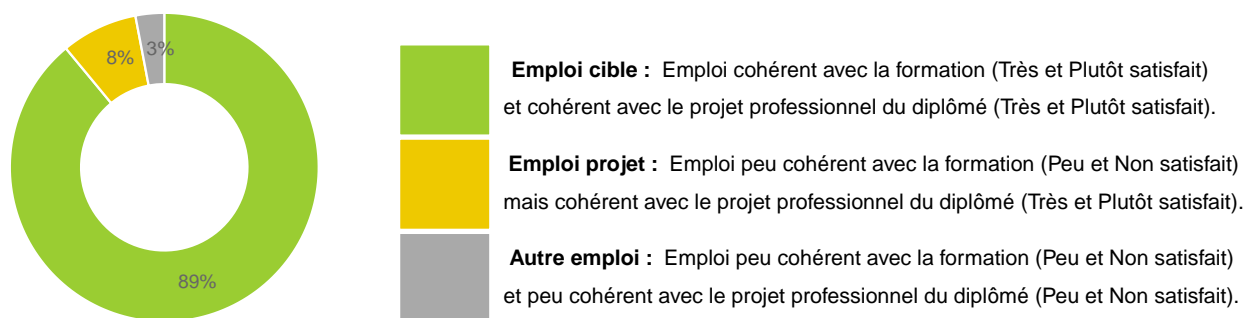 8%
3%
89%
Emploi cible : Emploi cohérent avec la formation (Très et Plutôt satisfait)
et cohérent avec le projet professionnel du diplômé (Très et Plutôt satisfait).
Emploi projet : Emploi peu cohérent avec la formation (Peu et Non satisfait)
mais cohérent avec le projet professionnel du diplômé (Très et Plutôt satisfait).
Autre emploi : Emploi peu cohérent avec la formation (Peu et Non satisfait)
et peu cohérent avec le projet professionnel du diplômé (Peu et Non satisfait).